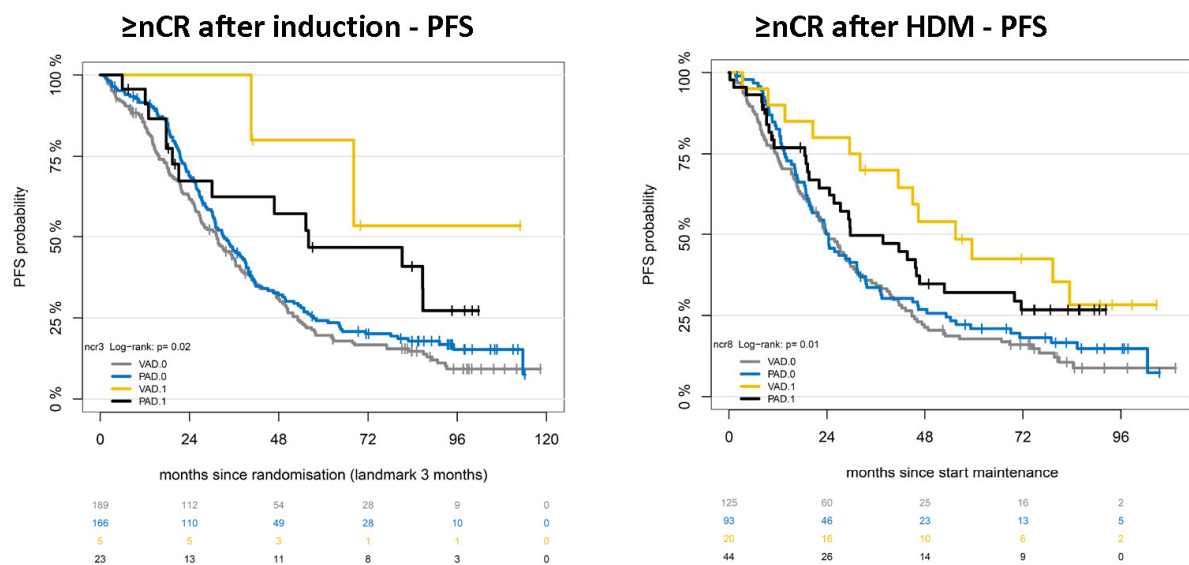 ≥nCR after induction - PFS
PFS probability
100 %
75 %
50 %
25 %
0 %
ncr3 Log-rank: p= 0.02
VAD.0
PAD.0
VAD.1
PAD.1
0 24 48 72 96 120
months since randomisation (landmark 3 months)
189 112 54 28 9 0
166 110 49 28 10 0
5 5 3 1 1 0
23 13 11 8 3 0
≥nCR after HDM - PFS
PFS probability
100 %
75 %
50 %
25 %
0 %
ncr8 Log-rank: p= 0.01
VAD.0
PAD.0
VAD.1
PAD.1
0 24 48 72 96
months since start maintenance
125 60 25 16 2
93 46 23 13 5
20 16 10 6 2
44 26 14 9 0